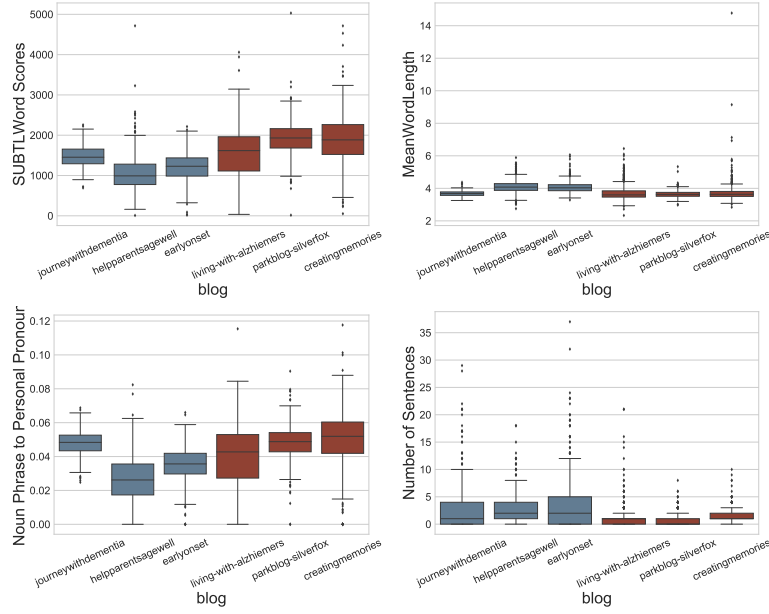 5000
4000
3000
2000
1000
0
SUBTLWord Scores
journeywithdementia
helpparentsagewell
earlyonset
living-with-alzhiemers
parkblog-silverfox
creatingmemories
blog
14
12
10
8
6
4
2
MeanWordLength
journeywithdementia
helpparentsagewell
earlyonset
living-with-alzhiemers
parkblog-silverfox
creatingmemories
blog
0.12
0.10
0.08
0.06
0.04
0.02
0.00
Noun Phrase to Personal Pronour
journeywithdementia
helpparentsagewell
earlyonset
living-with-alzhiemers
parkblog-silverfox
creatingmemories
blog
35
30
25
20
15
10
5
0
Number of Sentences
journeywithdementia
helpparentsagewell
earlyonset
living-with-alzhiemers
parkblog-silverfox
creatingmemories
blog